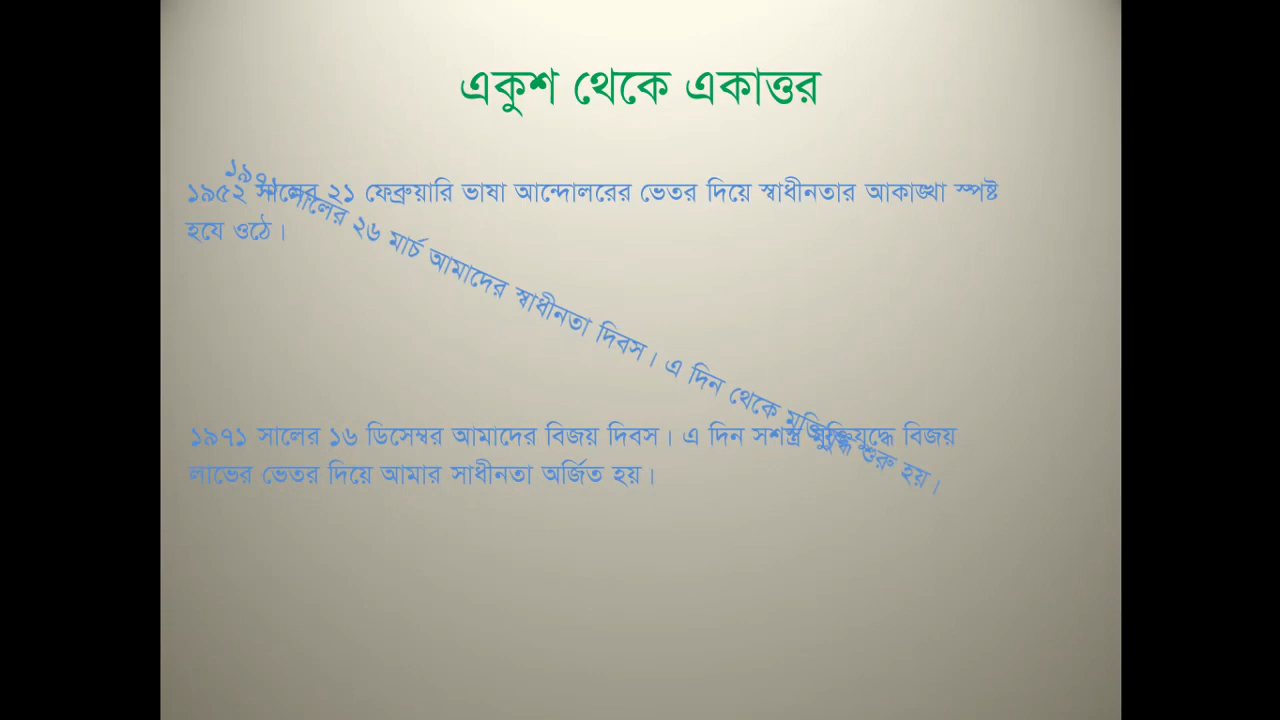 একুশ থেকে একাত্তর
১৯৫২ সালের ২১ ফেব্রুয়ারি ভাষা আন্দোলরের ভেতর দিয়ে স্বাধীনতার আকাঙ্খা স্পষ্ট
হযে ওঠে।
১৯৭১ সালের ২৬ মার্চ আমাদের স্বাধীনতা দিবস। এ দিন থেকে মুক্তিযুদ্ধ শুরু হয়।
১৯৭১ সালের ১৬ ডিসেম্বর আমাদের বিজয় দিবস। এ দিন সশস্ত্র মুক্তিযুদ্ধে বিজয়
লাভের ভেতর দিয়ে আমার সাধীনতা অর্জিত হয়।